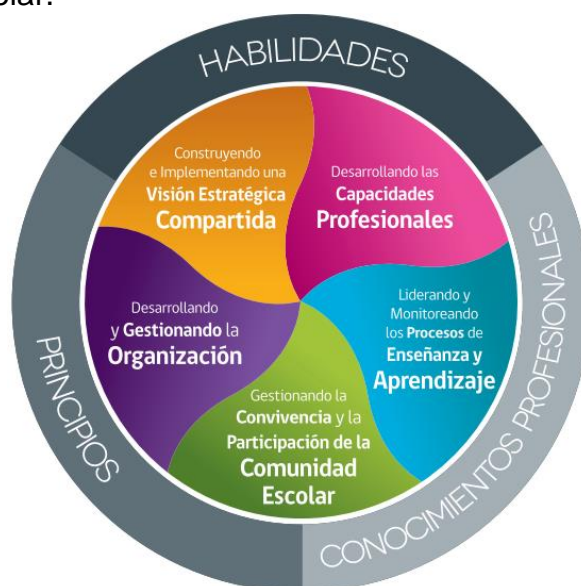 HABILIDADES
Construyendo
e Implementando una
Visión Estratégica
Compartida
Desarrollando las
Capacidades
Profesionales
Liderando y
Monitoreando
los Procesos de
Enseñanza y
Aprendizaje
Gestionando la
Convivencia y la
Participación de la
Comunidad
Escolar
Desarrollando
y Gestionando la
Organización
PRINCIPIOS
CONOCIMIENTOS PROFESIONALES